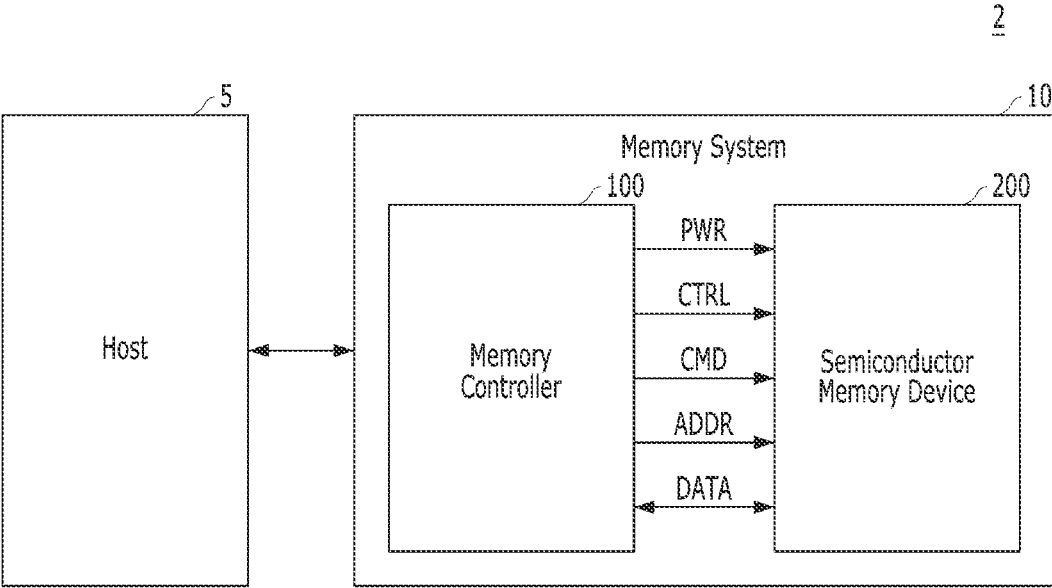 2
5
10
Memory System
100
200
PWR
CTRL
Host
CMD
Memory
Controller
Semiconductor
Memory Device
ADDR
DATA